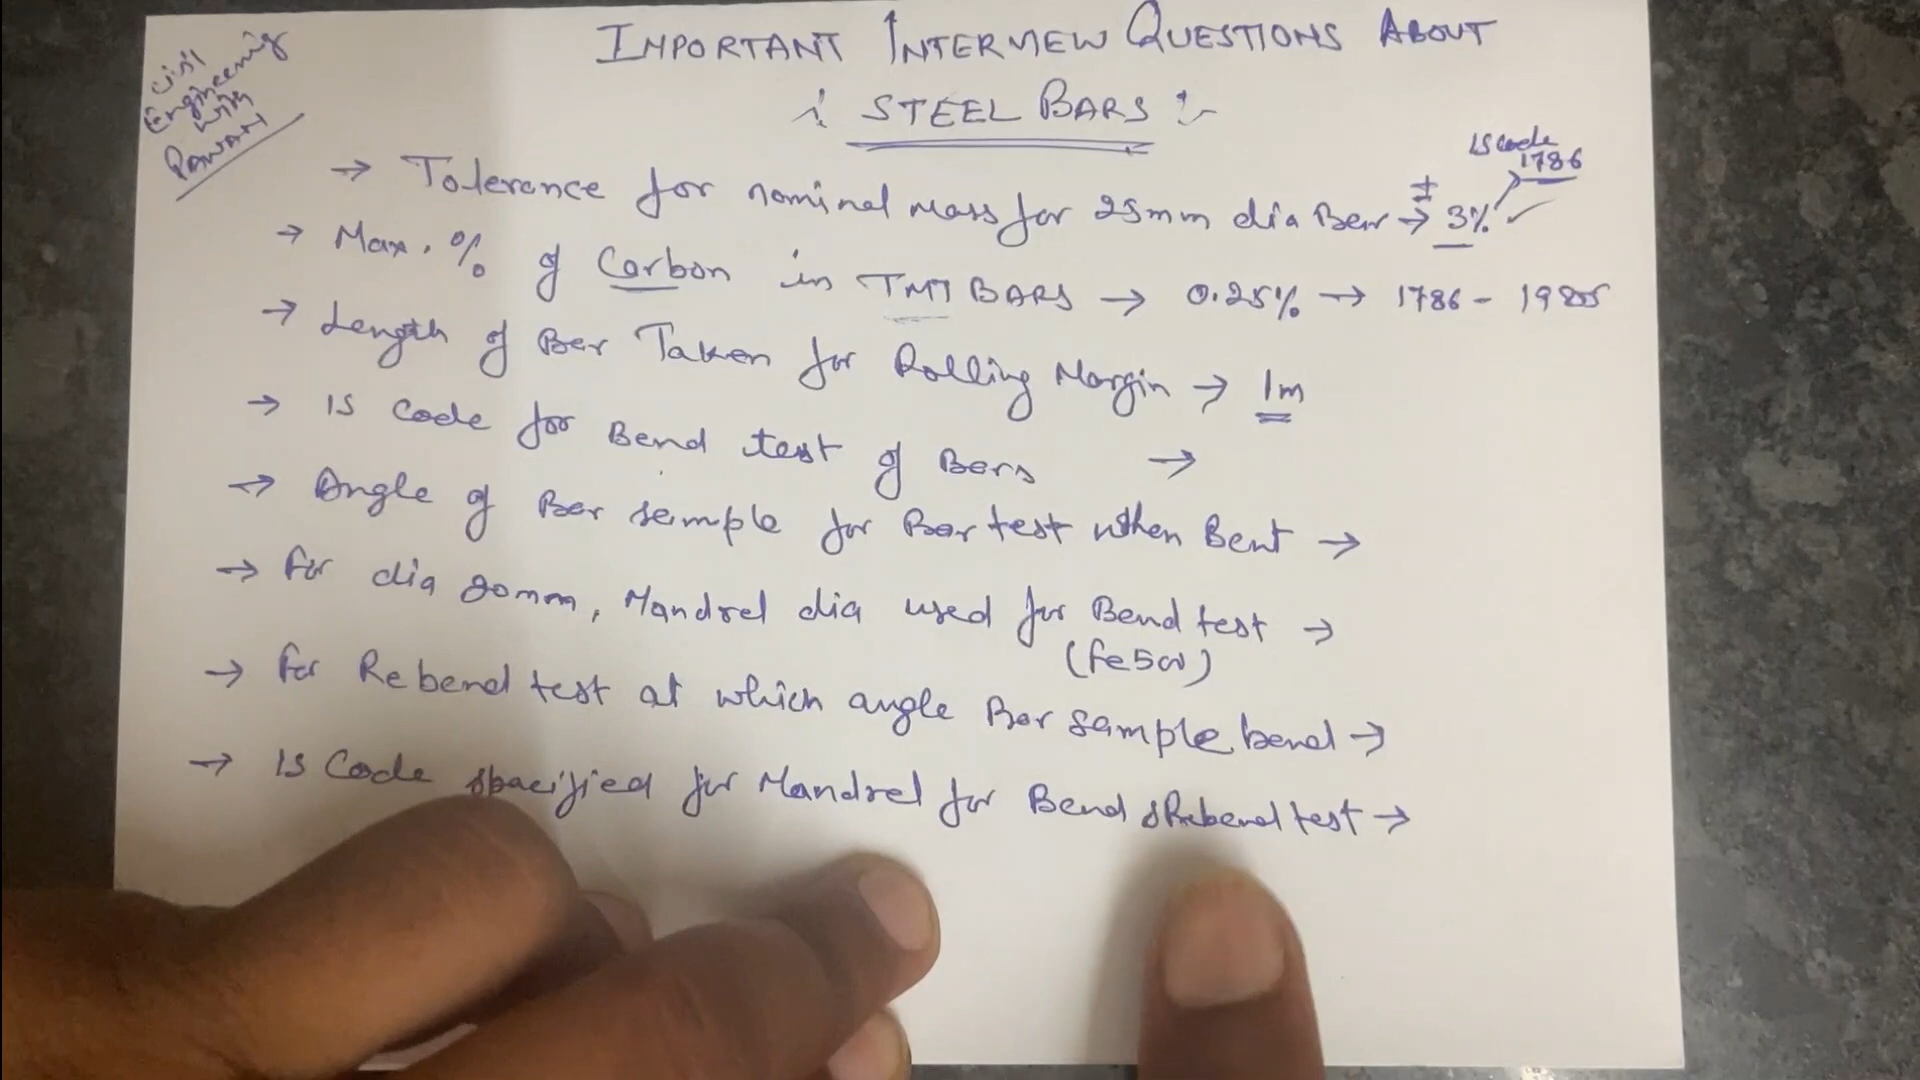 Civil
Engineering
with
PAWAN
IMPORTANT INTERVIEW QUESTIONS ABOUT
STEEL BARS :-
IS code
1786
→ Tolerance for nominal mass for 25mm dia Bar → ± 3% ✓
→ Max. % of Carbon in TMT BARS → 0.25% → 1786 - 1985
→ Length of Bar Taken for Rolling Margin → 1m
→ IS Code for Bend test of Bars →
→ Angle of Bar sample for Bar test when Bent →
→ for dia 20mm, Mandrel dia used for Bend test →
(fe500)
→ for Rebend test at which angle Bar sample bend →
→ IS Code spacified for Mandrel for Bend & Rebend test →